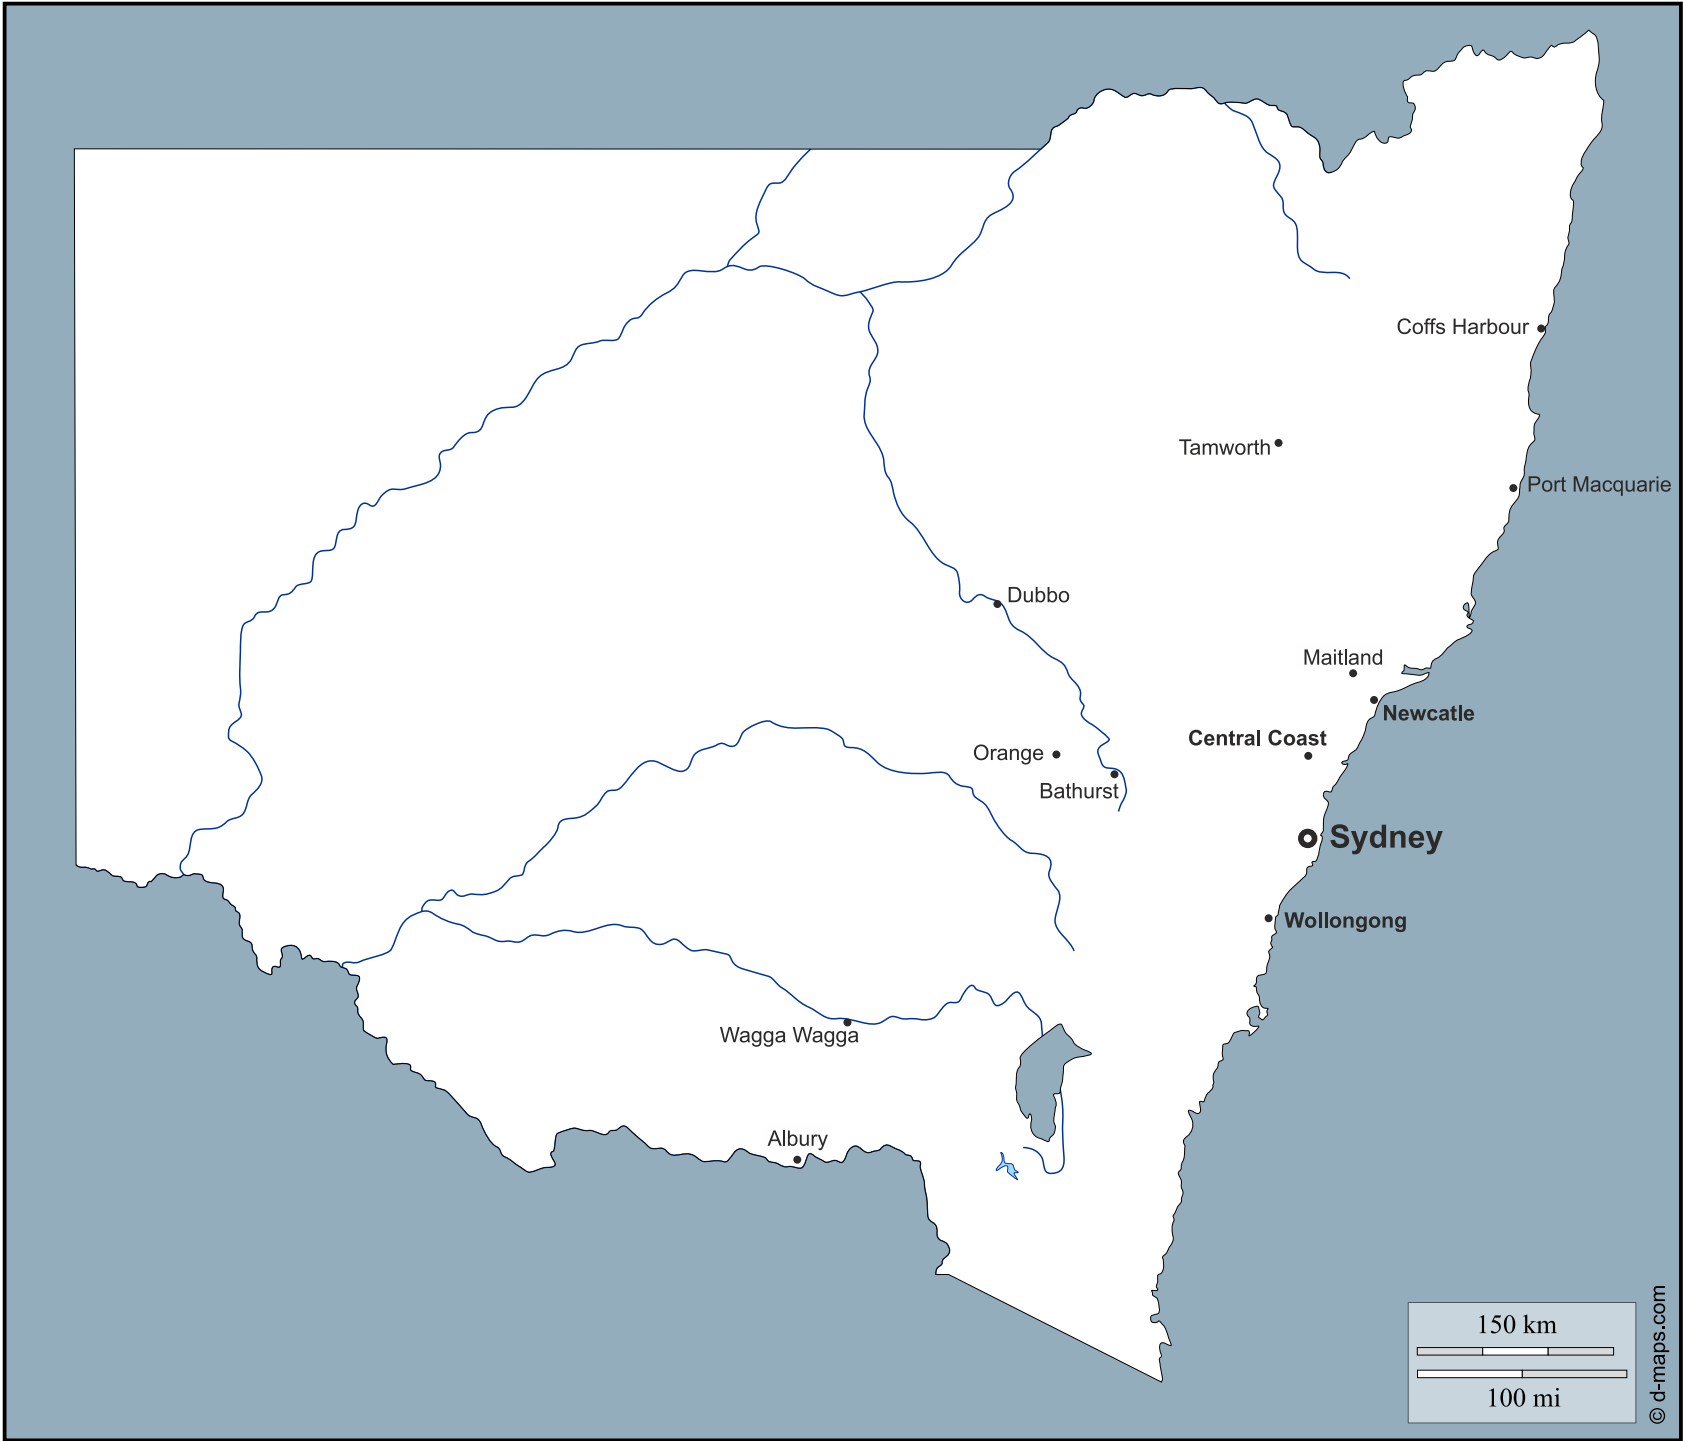 Coffs Harbour
Tamworth
Port Macquarie
Dubbo
Maitland
Newcatle
Central Coast
Orange
Bathurst
Sydney
Wollongong
Wagga Wagga
Albury
150 km
100 mi
© d-maps.com